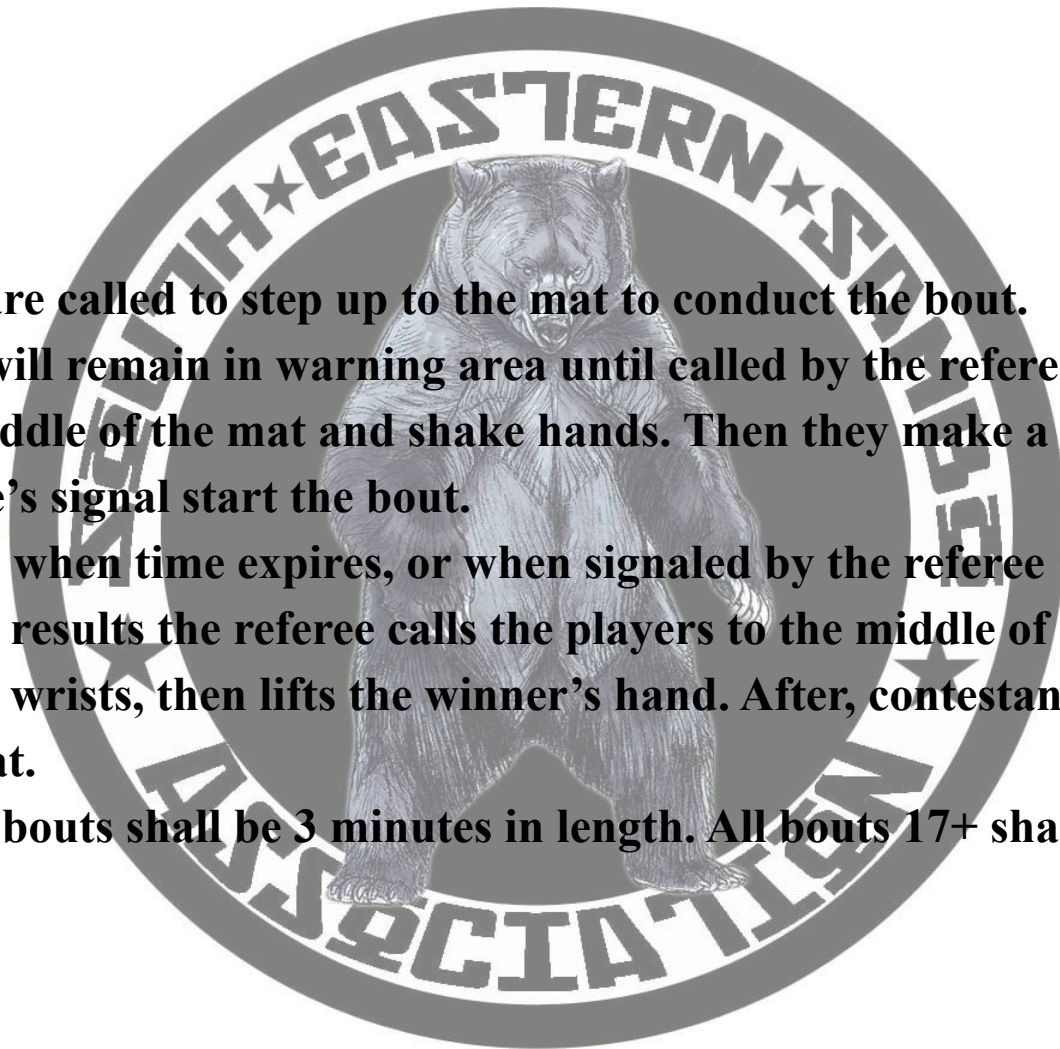 SOUTH★EASTERN★SAMBO
are called to step up to the mat to conduct the bout.
will remain in warning area until called by the refere
ddle of the mat and shake hands. Then they make a
e’s signal start the bout.
when time expires, or when signaled by the referee
results the referee calls the players to the middle of
wrists, then lifts the winner’s hand. After, contestan
at.
bouts shall be 3 minutes in length. All bouts 17+ sha
★ASSOCIATION★